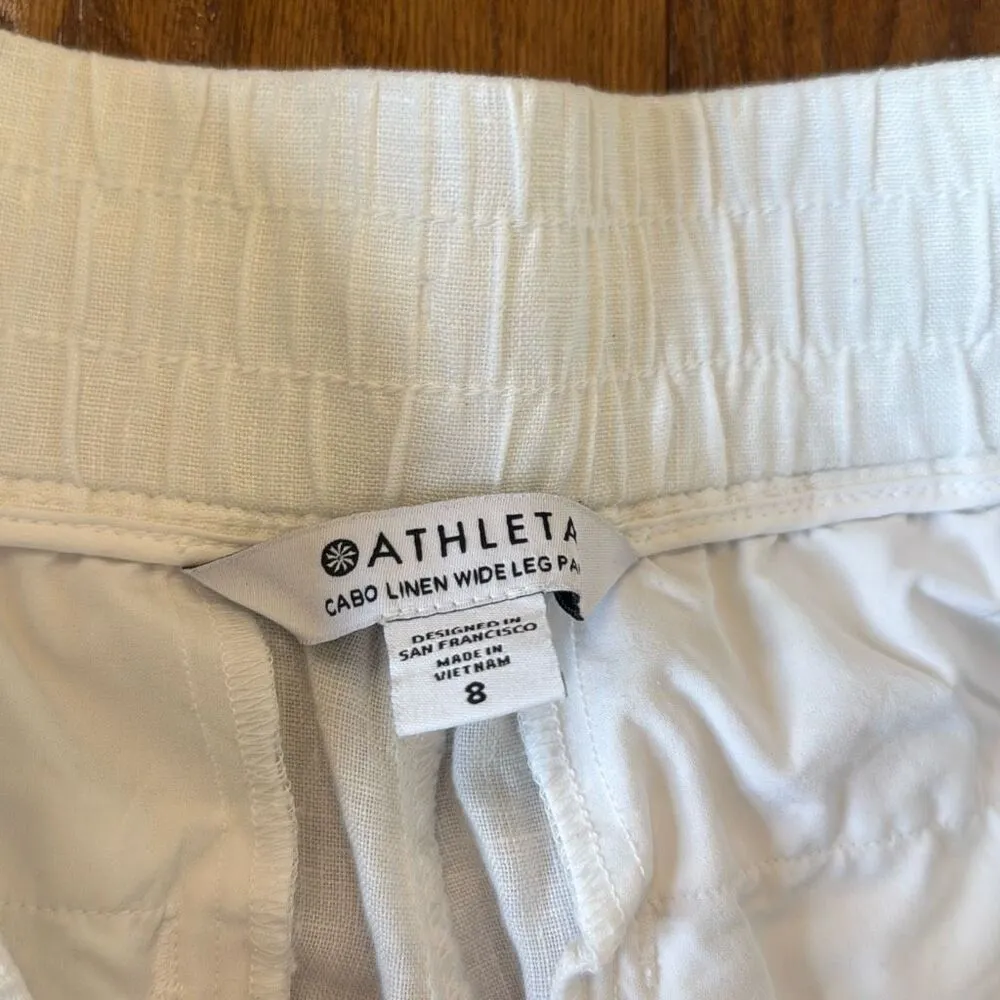 ATHLETA
CABO LINEN WIDE LEG PA
DESIGNED IN
SAN FRANCISCO
MADE IN
VIETNAM
8